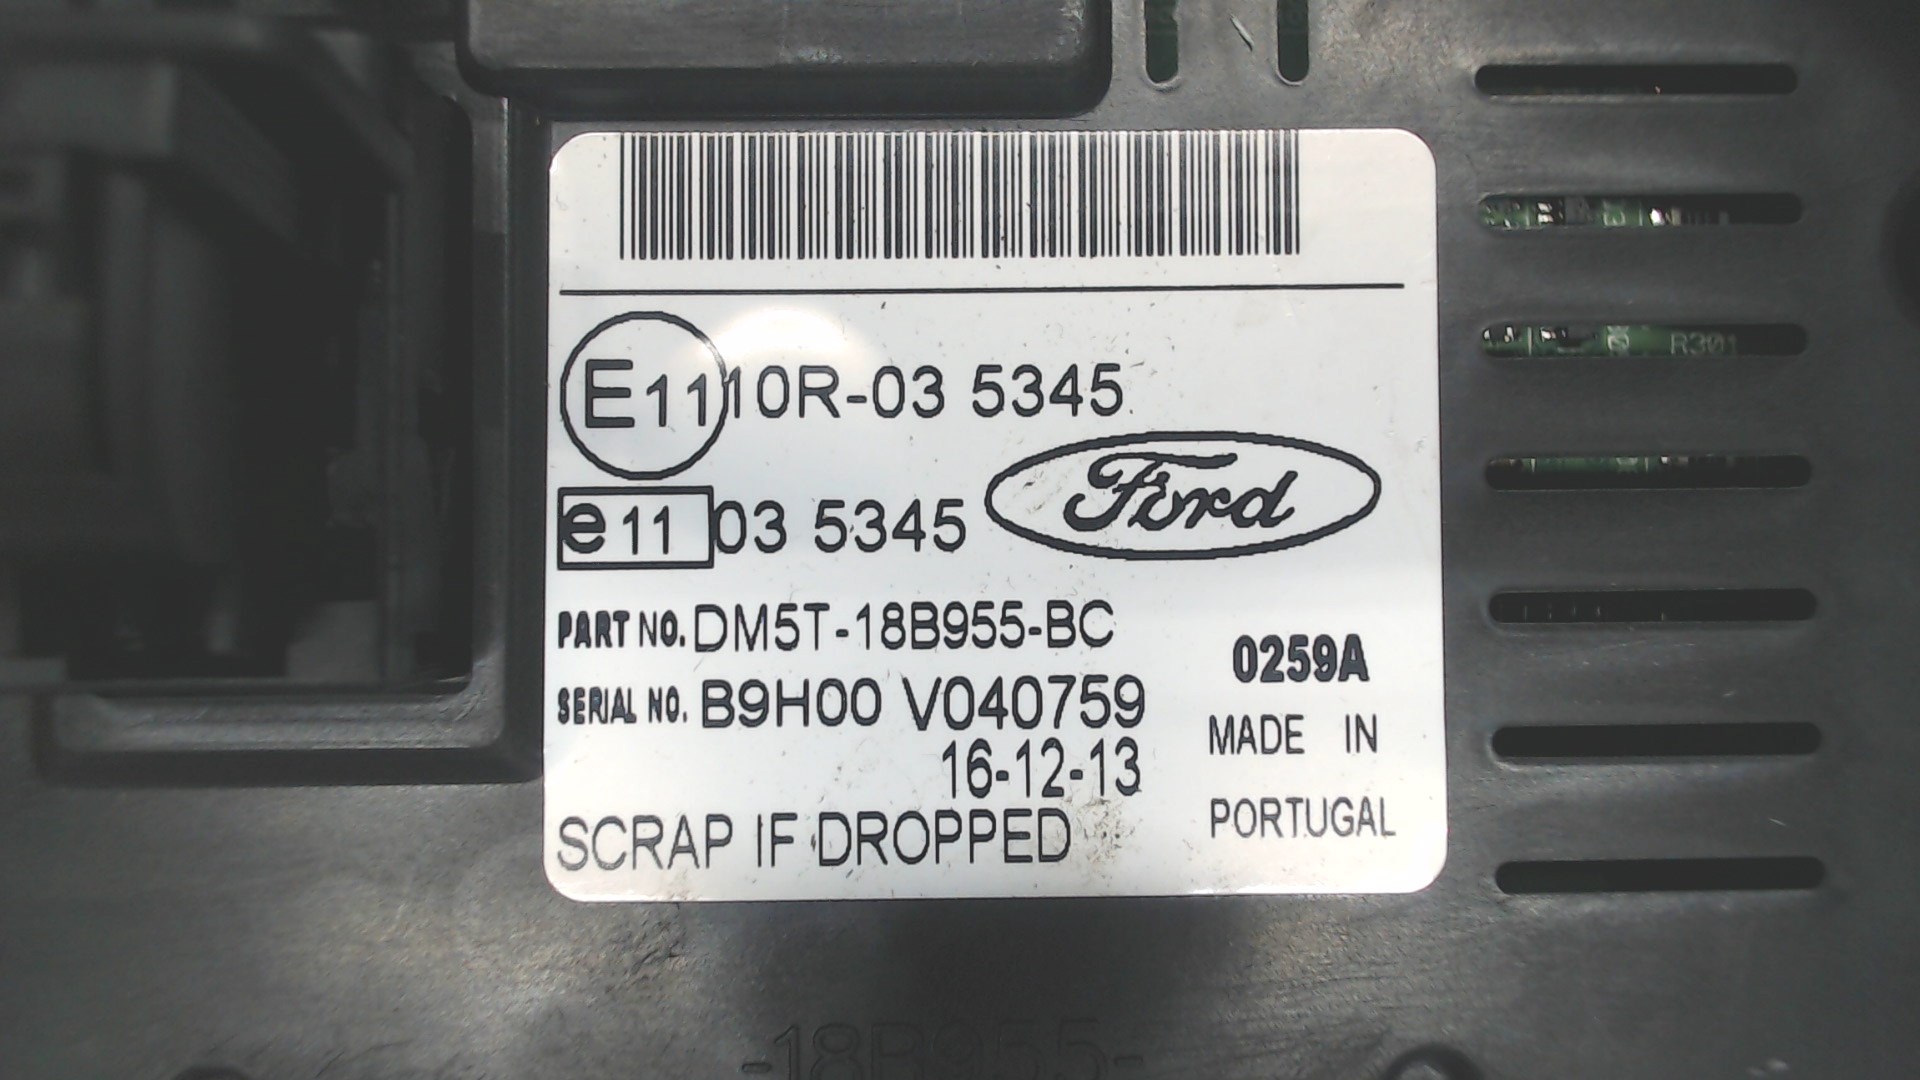 E11 10R-03 5345
e11 03 5345
Ford
PART NO. DM5T-18B955-BC
SERIAL NO. B9H00 V040759
16-12-13
SCRAP IF DROPPED
0259A
MADE IN
PORTUGAL
R301
-18B955-